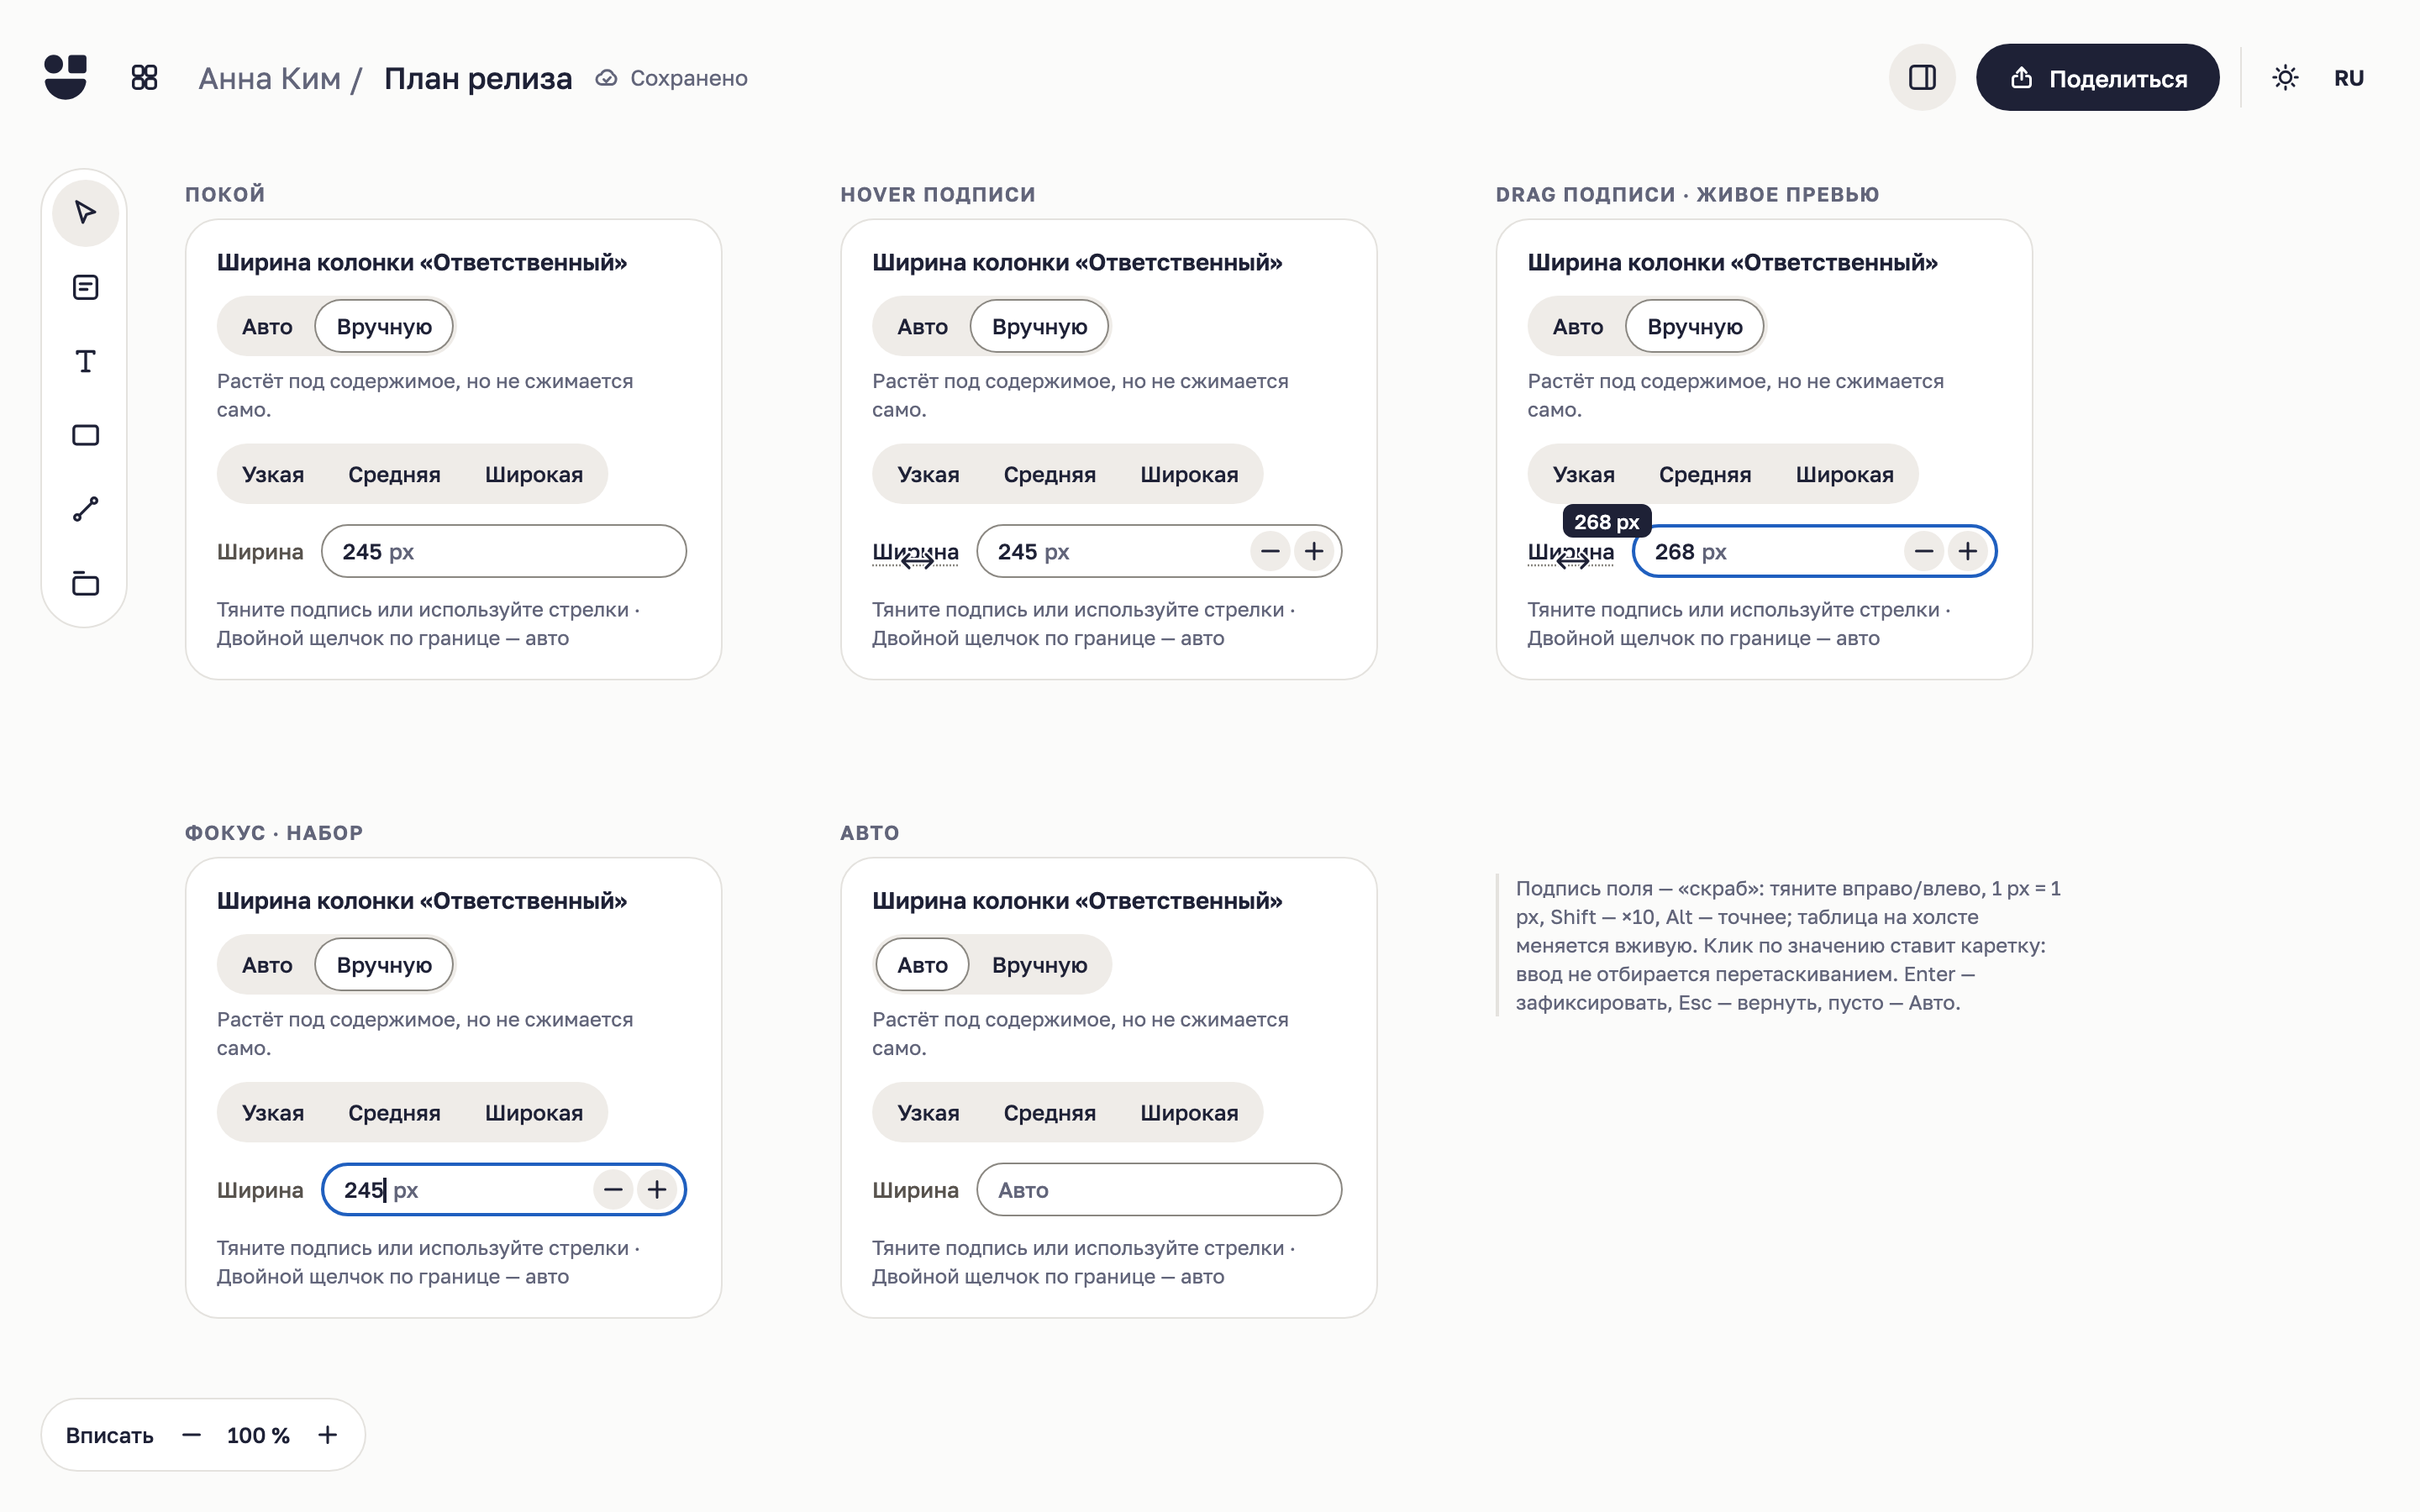 Анна Ким / План релиза Сохранено
Поделиться
RU
ПОКОЙ
Ширина колонки «Ответственный»
Авто Вручную
Растёт под содержимое, но не сжимается
само.
Узкая Средняя Широкая
Ширина 245 px
Тяните подпись или используйте стрелки ·
Двойной щелчок по границе — авто
HOVER ПОДПИСИ
Ширина колонки «Ответственный»
Авто Вручную
Растёт под содержимое, но не сжимается
само.
Узкая Средняя Широкая
Ширина 245 px
Тяните подпись или используйте стрелки ·
Двойной щелчок по границе — авто
DRAG ПОДПИСИ · ЖИВОЕ ПРЕВЬЮ
Ширина колонки «Ответственный»
Авто Вручную
Растёт под содержимое, но не сжимается
само.
Узкая Средняя Широкая
268 px
Ширина 268 px
Тяните подпись или используйте стрелки ·
Двойной щелчок по границе — авто
ФОКУС · НАБОР
Ширина колонки «Ответственный»
Авто Вручную
Растёт под содержимое, но не сжимается
само.
Узкая Средняя Широкая
Ширина 245 px
Тяните подпись или используйте стрелки ·
Двойной щелчок по границе — авто
АВТО
Ширина колонки «Ответственный»
Авто Вручную
Растёт под содержимое, но не сжимается
само.
Узкая Средняя Широкая
Ширина Авто
Тяните подпись или используйте стрелки ·
Двойной щелчок по границе — авто
Подпись поля — «скраб»: тяните вправо/влево, 1 px = 1
px, Shift — ×10, Alt — точнее; таблица на холсте
меняется вживую. Клик по значению ставит каретку:
ввод не отбирается перетаскиванием. Enter —
зафиксировать, Esc — вернуть, пусто — Авто.
Вписать − 100 % +